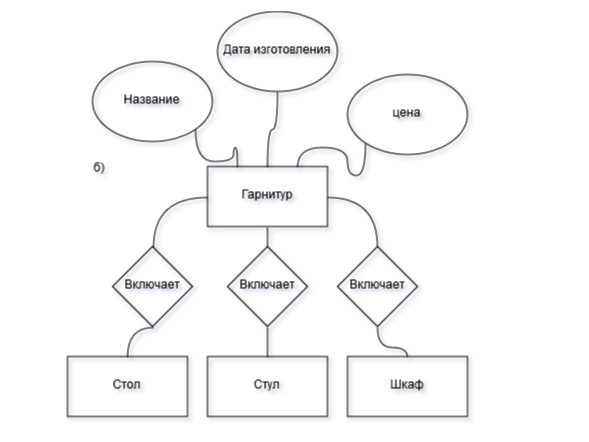 Дата изготовления
Название
цена
б)
Гарнитур
Включает
Включает
Включает
Стол
Стул
Шкаф